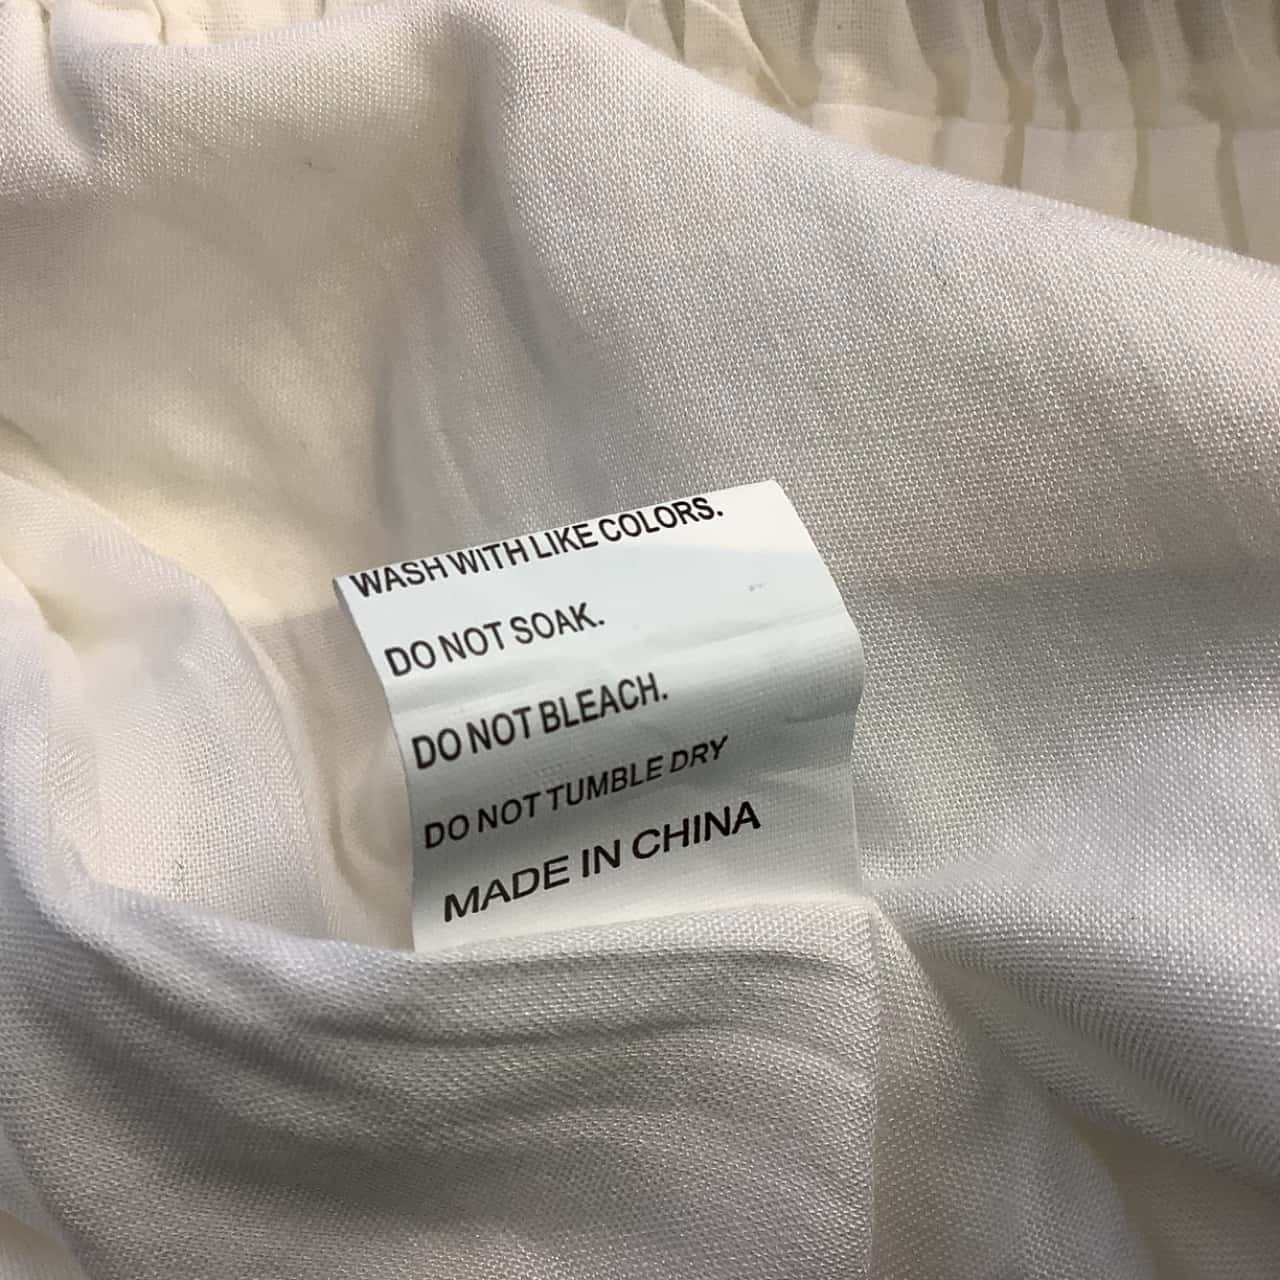 WASH WITH LIKE COLORS.
DO NOT SOAK.
DO NOT BLEACH.
DO NOT TUMBLE DRY
MADE IN CHINA